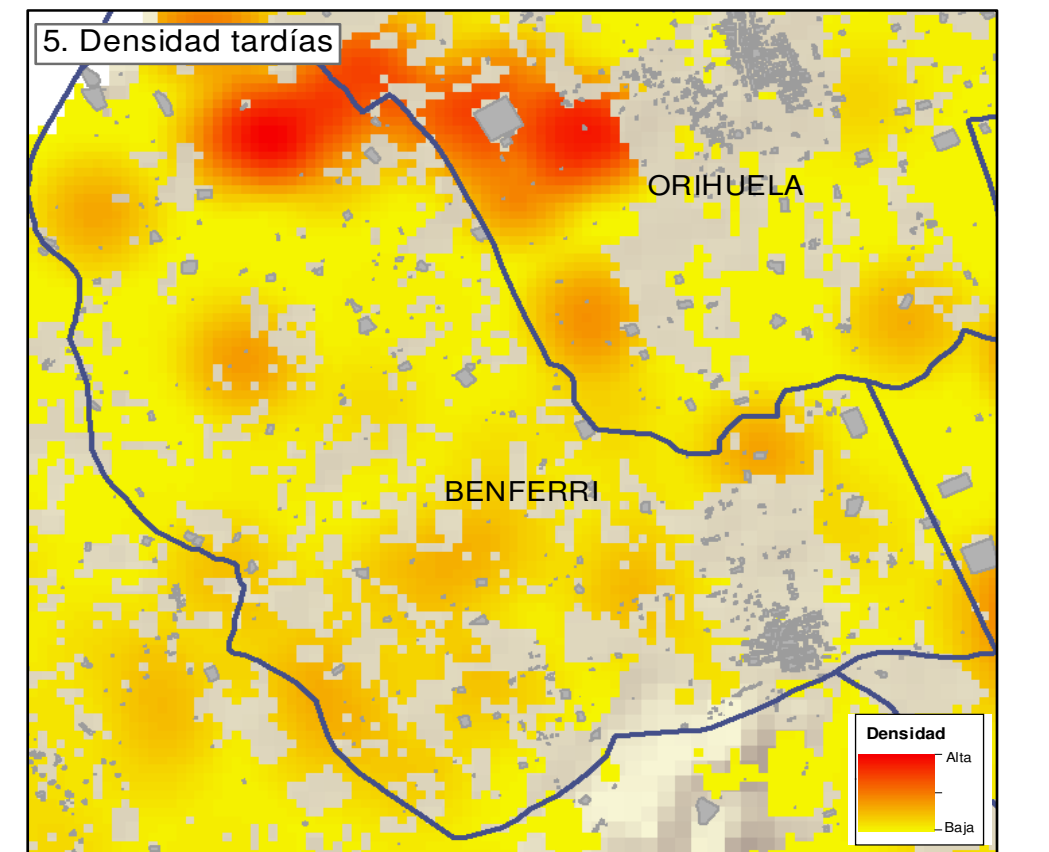 5. Densidad tardías
ORIHUELA
BENFERRI
Densidad
Alta
Baja